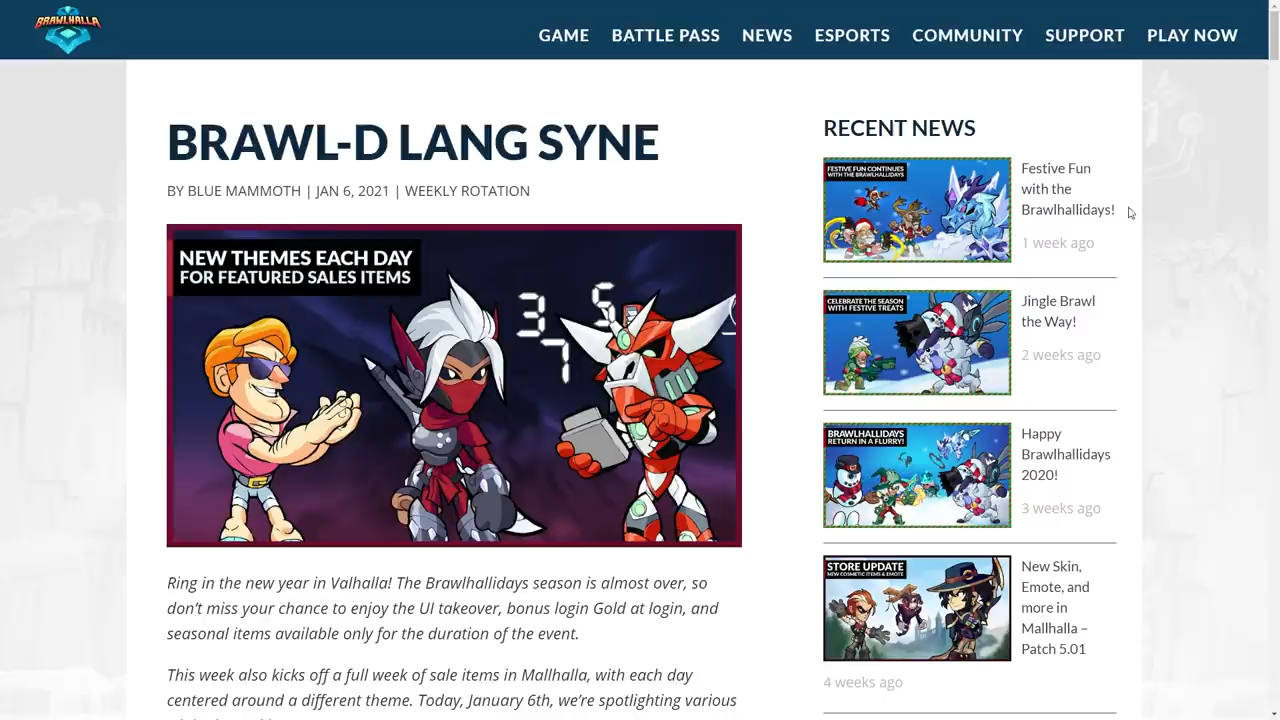 BRAWLHALLA
GAME
BATTLE PASS
NEWS
ESPORTS
COMMUNITY
SUPPORT
PLAY NOW
BRAWL-D LANG SYNE
BY BLUE MAMMOTH | JAN 6, 2021 | WEEKLY ROTATION
NEW THEMES EACH DAY
FOR FEATURED SALES ITEMS
3 5
7
Ring in the new year in Valhalla! The Brawlhallidays season is almost over, so
don't miss your chance to enjoy the UI takeover, bonus login Gold at login, and
seasonal items available only for the duration of the event.
This week also kicks off a full week of sale items in Mallhalla, with each day
centered around a different theme. Today, January 6th, we're spotlighting various
RECENT NEWS
FESTIVE FUN CONTINUES
WITH THE BRAWLHALLIDAYS
Festive Fun
with the
Brawlhallidays!
1 week ago
CELEBRATE THE SEASON
WITH FESTIVE TREATS
Jingle Brawl
the Way!
2 weeks ago
BRAWLHALLIDAYS
RETURN IN A FLURRY!
Happy
Brawlhallidays
2020!
3 weeks ago
STORE UPDATE
NEW COSMETIC ITEMS & EMOTE
New Skin,
Emote, and
more in
Mallhalla –
Patch 5.01
4 weeks ago